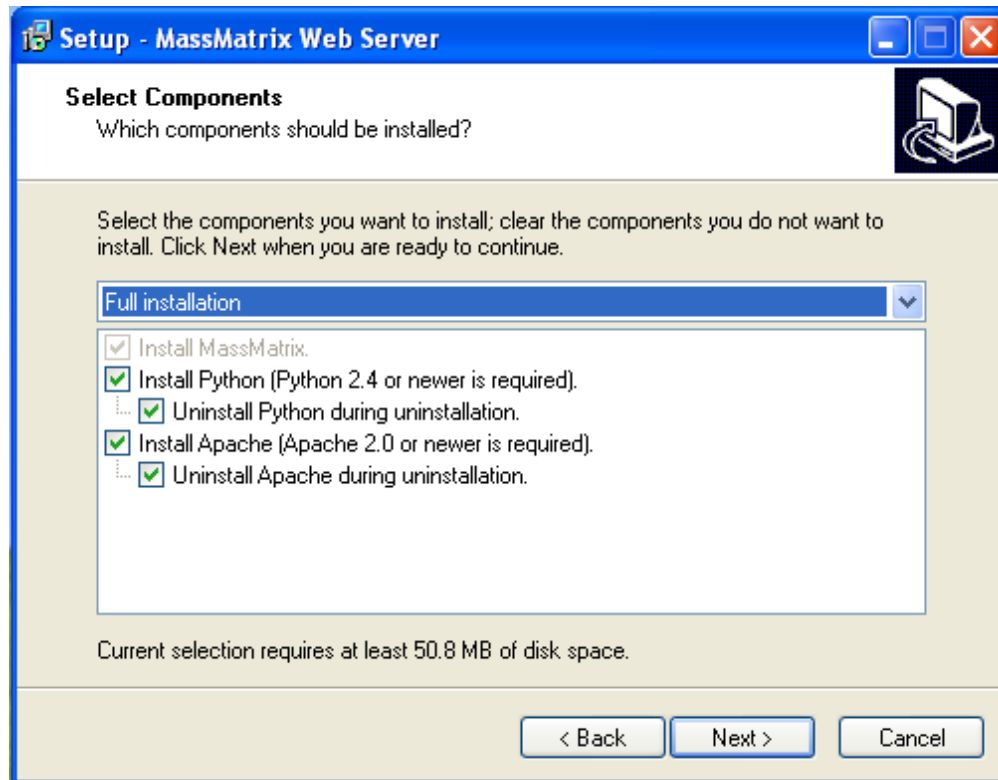 Setup - MassMatrix Web Server
Select Components
Which components should be installed?
Select the components you want to install; clear the components you do not want to
install. Click Next when you are ready to continue.
Full installation
Install MassMatrix.
Install Python (Python 2.4 or newer is required).
Uninstall Python during uninstallation.
Install Apache (Apache 2.0 or newer is required).
Uninstall Apache during uninstallation.
Current selection requires at least 50.8 MB of disk space.
< Back Next > Cancel